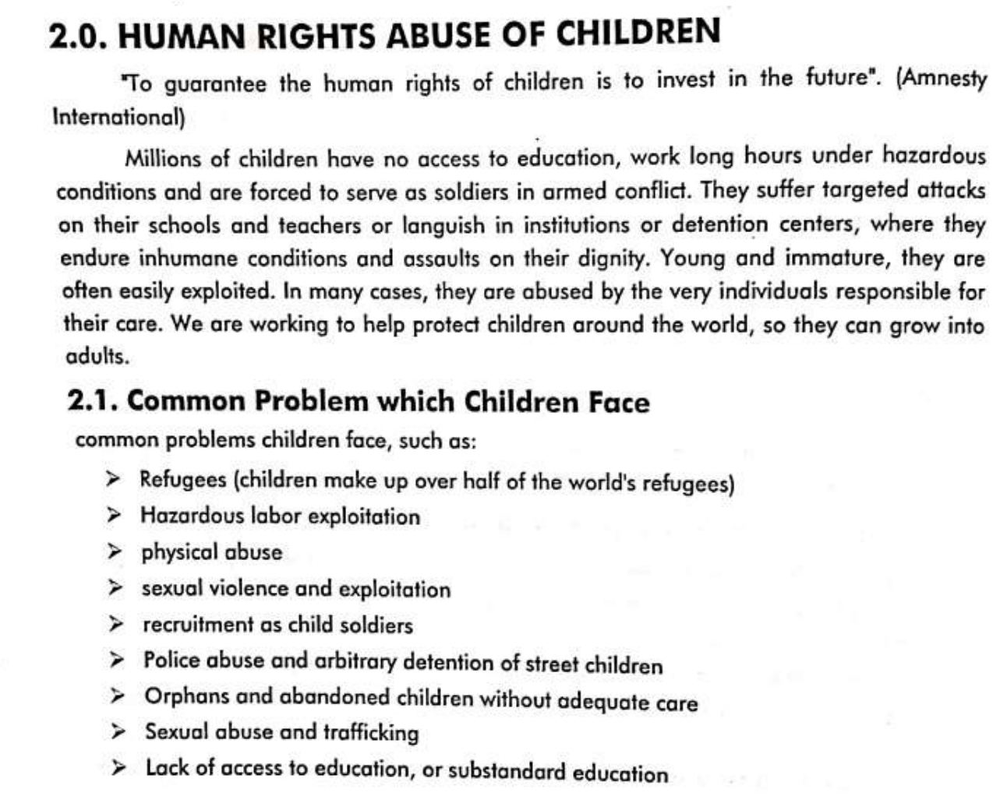 2.0. HUMAN RIGHTS ABUSE OF CHILDREN
"To guarantee the human rights of children is to invest in the future". (Amnesty
International)
Millions of children have no access to education, work long hours under hazardous
conditions and are forced to serve as soldiers in armed conflict. They suffer targeted attacks
on their schools and teachers or languish in institutions or detention centers, where they
endure inhumane conditions and assaults on their dignity. Young and immature, they are
often easily exploited. In many cases, they are abused by the very individuals responsible for
their care. We are working to help protect children around the world, so they can grow into
adults.
2.1. Common Problem which Children Face
common problems children face, such as:
➢ Refugees (children make up over half of the world's refugees)
➢ Hazardous labor exploitation
➢ physical abuse
➢ sexual violence and exploitation
➢ recruitment as child soldiers
➢ Police abuse and arbitrary detention of street children
➢ Orphans and abandoned children without adequate care
➢ Sexual abuse and trafficking
➢ Lack of access to education, or substandard education